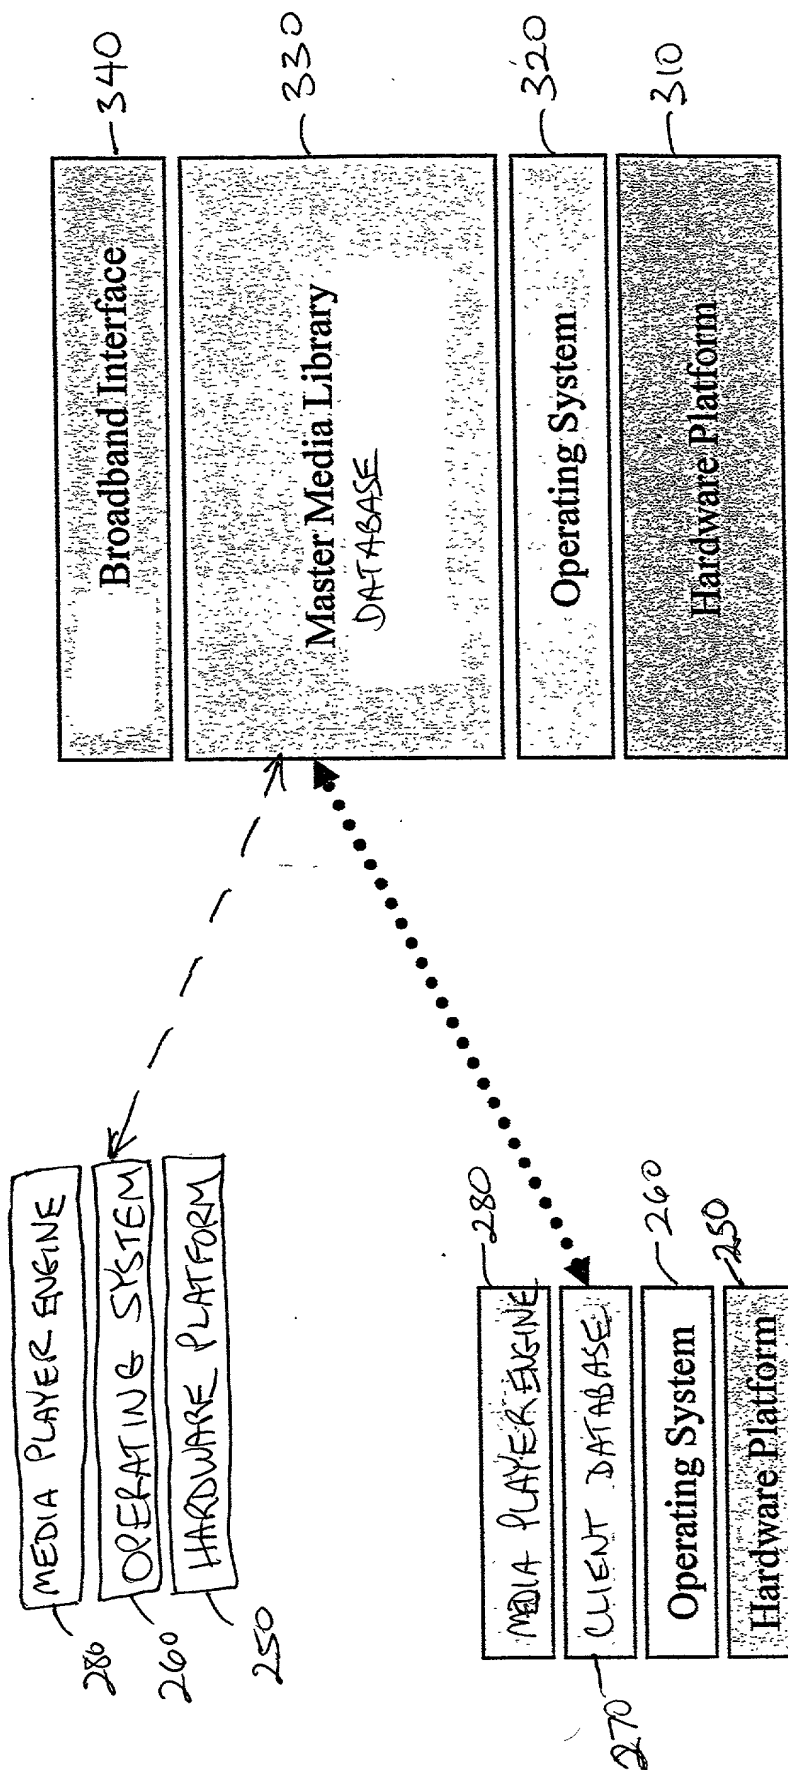 MEDIA PLAYER ENGINE
OPERATING SYSTEM
HARDWARE PLATFORM
280
260
250
MEDIA PLAYER ENGINE
280
CLIENT DATABASE
270
Operating System
260
Hardware Platform
250
Broadband Interface
340
Master Media Library
DATABASE
330
Operating System
320
Hardware Platform
310